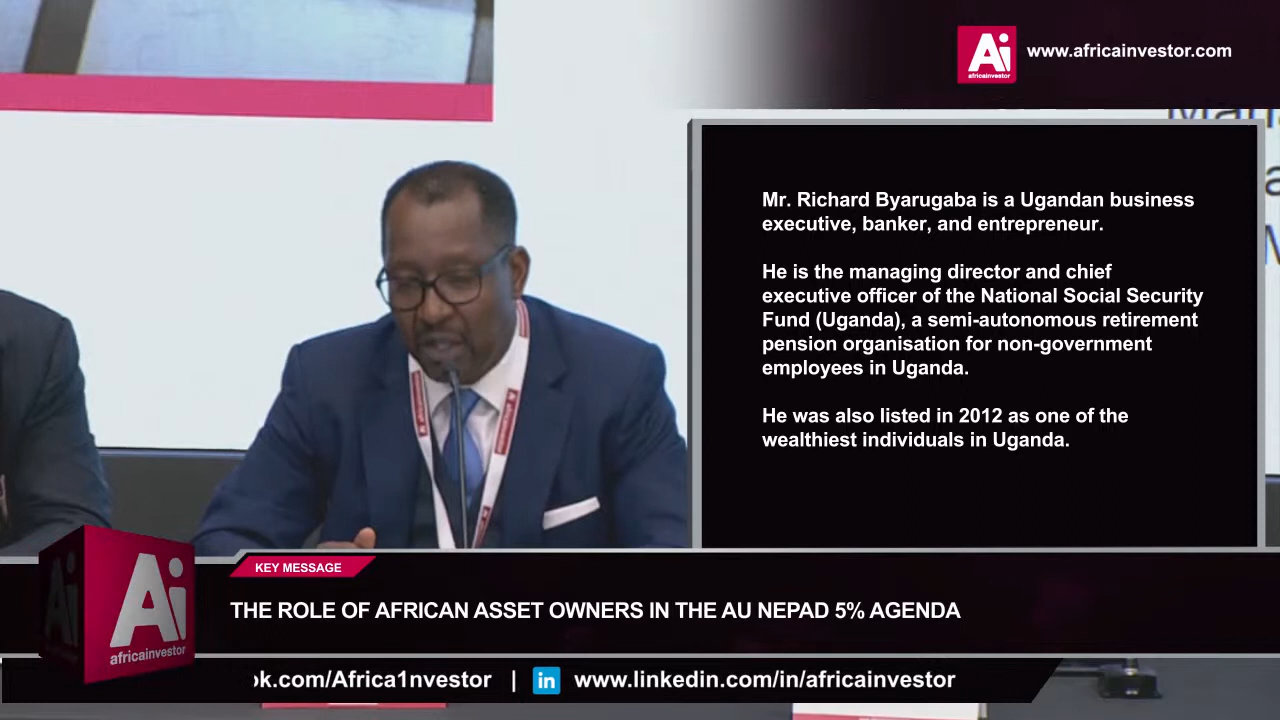 Ai
africainvestor
www.africainvestor.com
Mr. Richard Byarugaba is a Ugandan business
executive, banker, and entrepreneur.
He is the managing director and chief
executive officer of the National Social Security
Fund (Uganda), a semi-autonomous retirement
pension organisation for non-government
employees in Uganda.
He was also listed in 2012 as one of the
wealthiest individuals in Uganda.
KEY MESSAGE
THE ROLE OF AFRICAN ASSET OWNERS IN THE AU NEPAD 5% AGENDA
Ai
africainvestor
ok.com/Africa1nvestor | in www.linkedin.com/in/africainvestor